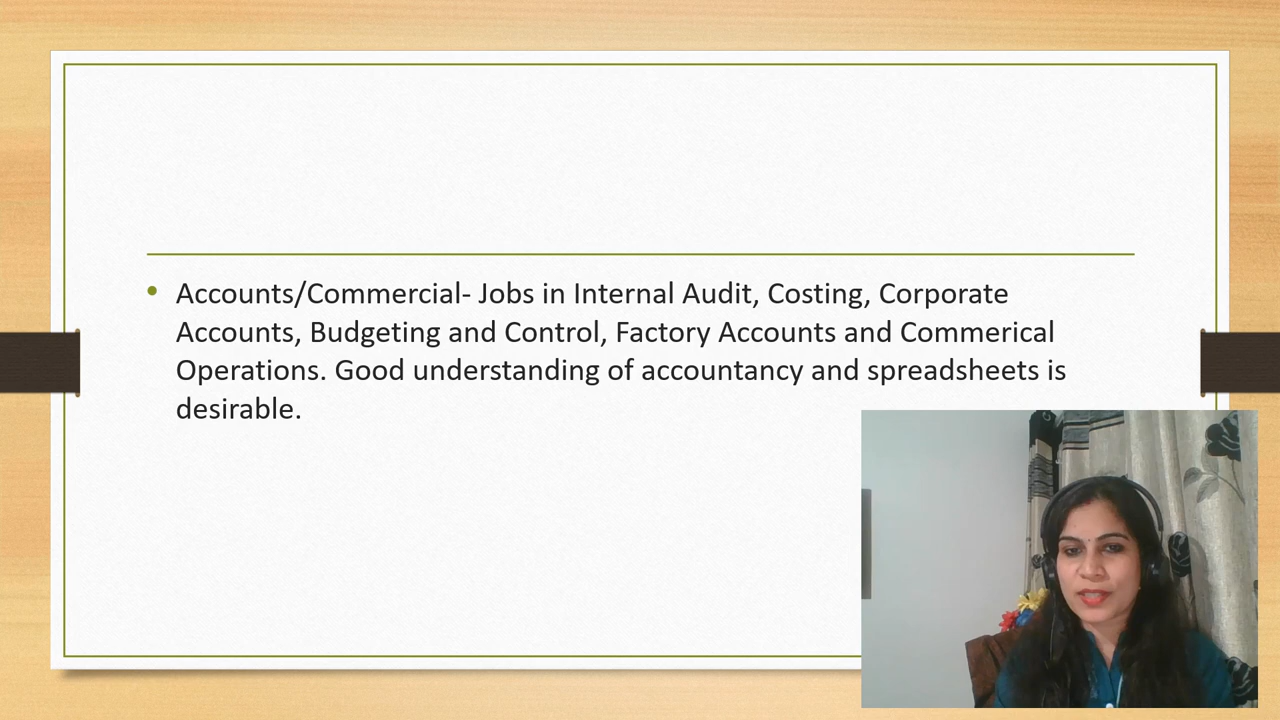 Accounts/Commercial- Jobs in Internal Audit, Costing, Corporate
Accounts, Budgeting and Control, Factory Accounts and Commerical
Operations. Good understanding of accountancy and spreadsheets is
desirable.